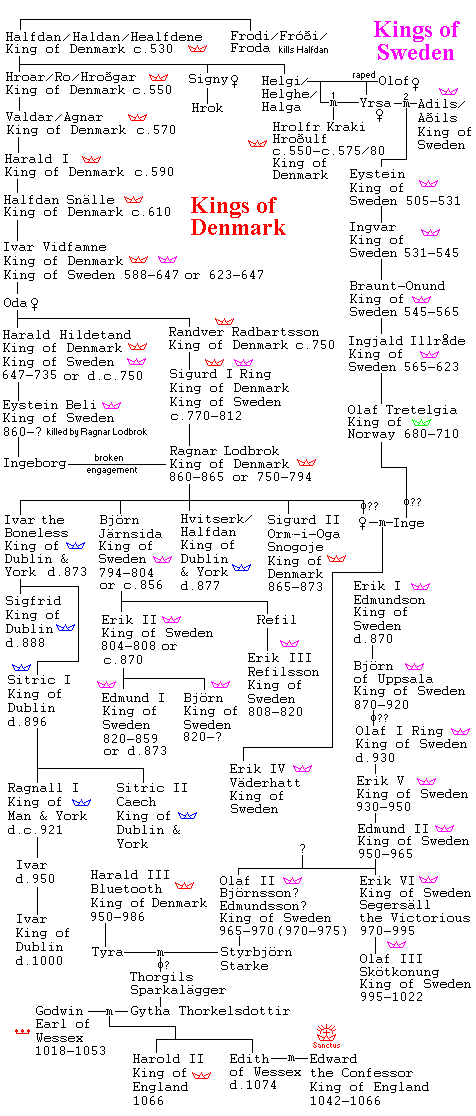 Kings of
Sweden
Halfdan/Haldan/Healfdene
King of Denmark c.530
Frodi/Fróði/
Froda kills Halfdan
Hroar/Ro/Hroðgar
King of Denmark c.550
Signy♀
Hrok
Helgi/
Helghe/
Halga
raped
Olof♀
1
m
Yrsa
♀
2
m
Adils/
Aðils
King of
Sweden
Valdar/Agnar
King of Denmark c.570
Hrolfr Kraki
Hroðulf
c.550-c.575/80
King of
Denmark
Harald I
King of Denmark c.590
Halfdan Snälle
King of Denmark c.610
Kings of
Denmark
Eystein
King of
Sweden 505-531
Ingvar
King of
Sweden 531-545
Ivar Vidfamne
King of Denmark
King of Sweden 588-647 or 623-647
Braunt-Onund
King of
Sweden 545-565
Oda♀
Harald Hildetand
King of Denmark
King of Sweden
647-735 or d.c.750
Randver Radbartsson
King of Denmark c.750
Ingjald Illråde
King of
Sweden 565-623
Sigurd I Ring
King of Denmark
King of Sweden
c.770-812
Eystein Beli
King of Sweden
860-? killed by Ragnar Lodbrok
Olaf Tretelgia
King of
Norway 680-710
Ingeborg
broken
engagement
Ragnar Lodbrok
King of Denmark
860-865 or 750-794
♀??
♀??
♀
m
Inge
Ivar the
Boneless
King of
Dublin &
York d.873
Björn
Järnsida
King of
Sweden
794-804
or c.856
Hvitserk/
Halfdan
King of
Dublin
& York
d.877
Sigurd II
Orm-i-Oga
Snogoje
King of
Denmark
865-873
Sigfrid
King of
Dublin
d.888
Erik II
King of Sweden
804-808 or
c.870
Refil
Erik III
Refilsson
King of
Sweden
808-820
Erik I
Edmundson
King of
Sweden
d.870
Sitric I
King of
Dublin
d.896
Edmund I
King of
Sweden
820-859
or d.873
Björn
King of
Sweden
820-?
Björn
of Uppsala
King of Sweden
870-920
♀??
Olaf I Ring
King of Sweden
d.930
Ragnall I
King of
Man & York
d.c.921
Sitric II
Caech
King of
Dublin &
York
Erik IV
Väderhatt
King of
Sweden
Erik V
King of Sweden
930-950
Edmund II
King of Sweden
950-965
?
Ivar
d.950
Harald III
Bluetooth
King of Denmark
950-986
Olaf II
Björnsson?
Edmundsson?
King of Sweden
965-970 (970-975)
Erik VI
King of Sweden
Segersäll
the Victorious
970-995
Ivar
King of
Dublin
d.1000
Tyra
m
Styrbjörn
Starke
Olaf III
Skötkonung
King of Sweden
995-1022
♀?
Thorgils
Sparkalägger
Godwin
Earl of
Wessex
1018-1053
m
Gytha Thorkelsdottir
Sanctus
Harold II
King of
England
1066
Edith
of Wessex
d.1074
m
Edward
the Confessor
King of England
1042-1066